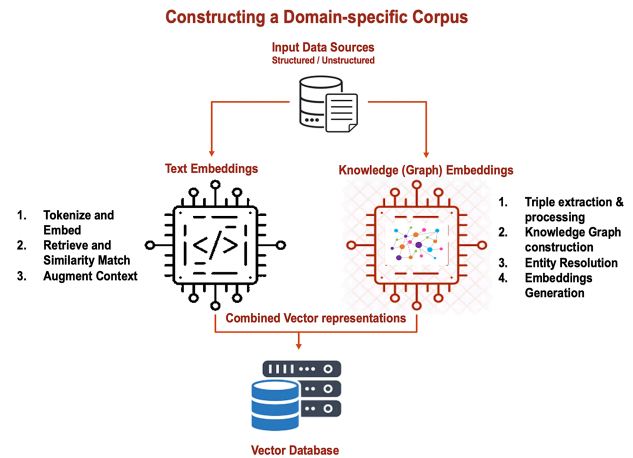 Constructing a Domain-specific Corpus
Input Data Sources
Structured / Unstructured
Text Embeddings
Knowledge (Graph) Embeddings
1. Tokenize and
Embed
2. Retrieve and
Similarity Match
3. Augment Context
</>
1. Triple extraction &
processing
2. Knowledge Graph
construction
3. Entity Resolution
4. Embeddings
Generation
Combined Vector representations
Vector Database